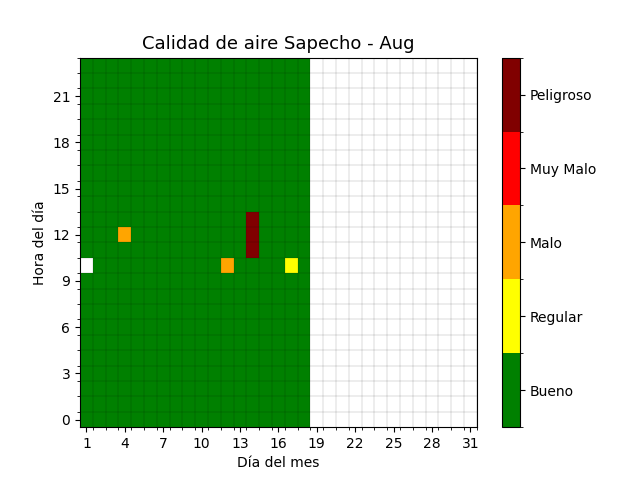 Calidad de aire Sapecho - Aug
Hora del día
21
18
15
12
9
6
3
0
1 4 7 10 13 16 19 22 25 28 31
Día del mes
Peligroso
Muy Malo
Malo
Regular
Bueno